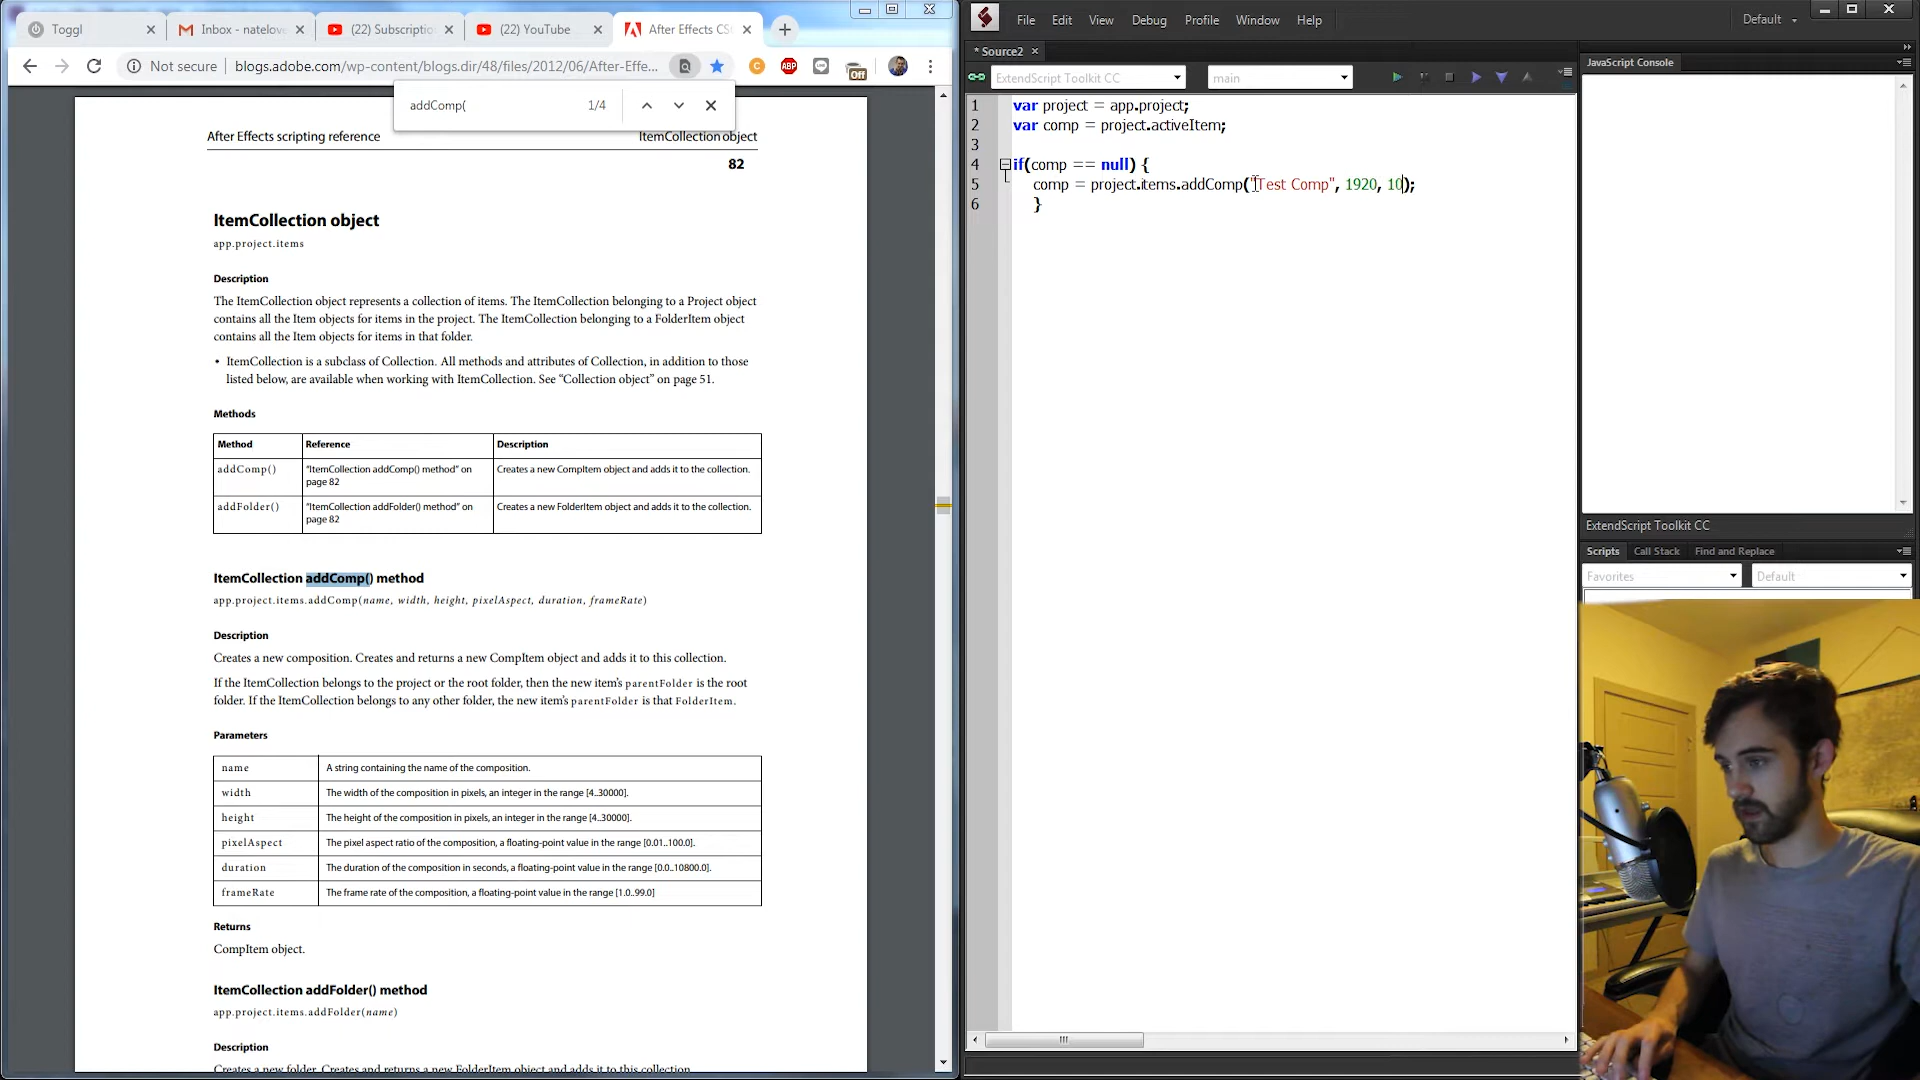 Toggl
Inbox - natelove
(22) Subscriptio
(22) YouTube
After Effects CS
Not secure
blogs.adobe.com/wp-content/blogs.dir/48/files/2012/06/After-Effe...
ABP
Off
addComp(
1/4
After Effects scripting reference
ItemCollection object
82
ItemCollection object
app.project.items
Description
The ItemCollection object represents a collection of items. The ItemCollection belonging to a Project object
contains all the Item objects for items in the project. The ItemCollection belonging to a FolderItem object
contains all the Item objects for items in that folder.
• ItemCollection is a subclass of Collection. All methods and attributes of Collection, in addition to those
listed below, are available when working with ItemCollection. See “Collection object” on page 51.
Methods
Method Reference Description
addComp() “ItemCollection addComp() method” on Creates a new CompItem object and adds it to the collection.
page 82
addFolder() “ItemCollection addFolder() method” on Creates a new FolderItem object and adds it to the collection.
page 82
ItemCollection addComp() method
app.project.items.addComp(name, width, height, pixelAspect, duration, frameRate)
Description
Creates a new composition. Creates and returns a new CompItem object and adds it to this collection.
If the ItemCollection belongs to the project or the root folder, then the new item’s parentFolder is the root
folder. If the ItemCollection belongs to any other folder, the new item’s parentFolder is that FolderItem.
Parameters
name A string containing the name of the composition.
width The width of the composition in pixels, an integer in the range [4..30000].
height The height of the composition in pixels, an integer in the range [4..30000].
pixelAspect The pixel aspect ratio of the composition, a floating-point value in the range [0.01..100.0].
duration The duration of the composition in seconds, a floating-point value in the range [0.0..10800.0].
frameRate The frame rate of the composition, a floating-point value in the range [1.0..99.0]
Returns
CompItem object.
ItemCollection addFolder() method
app.project.items.addFolder(name)
Description
Creates a new folder. Creates and returns a new FolderItem object and adds it to this collection.
File Edit View Debug Profile Window Help
Default
* Source2
ExtendScript Toolkit CC
main
1 var project = app.project;
2 var comp = project.activeItem;
3
4 if(comp == null) {
5 comp = project.items.addComp("Test Comp", 1920, 10);
6 }
JavaScript Console
ExtendScript Toolkit CC
Scripts Call Stack Find and Replace
Favorites
Default